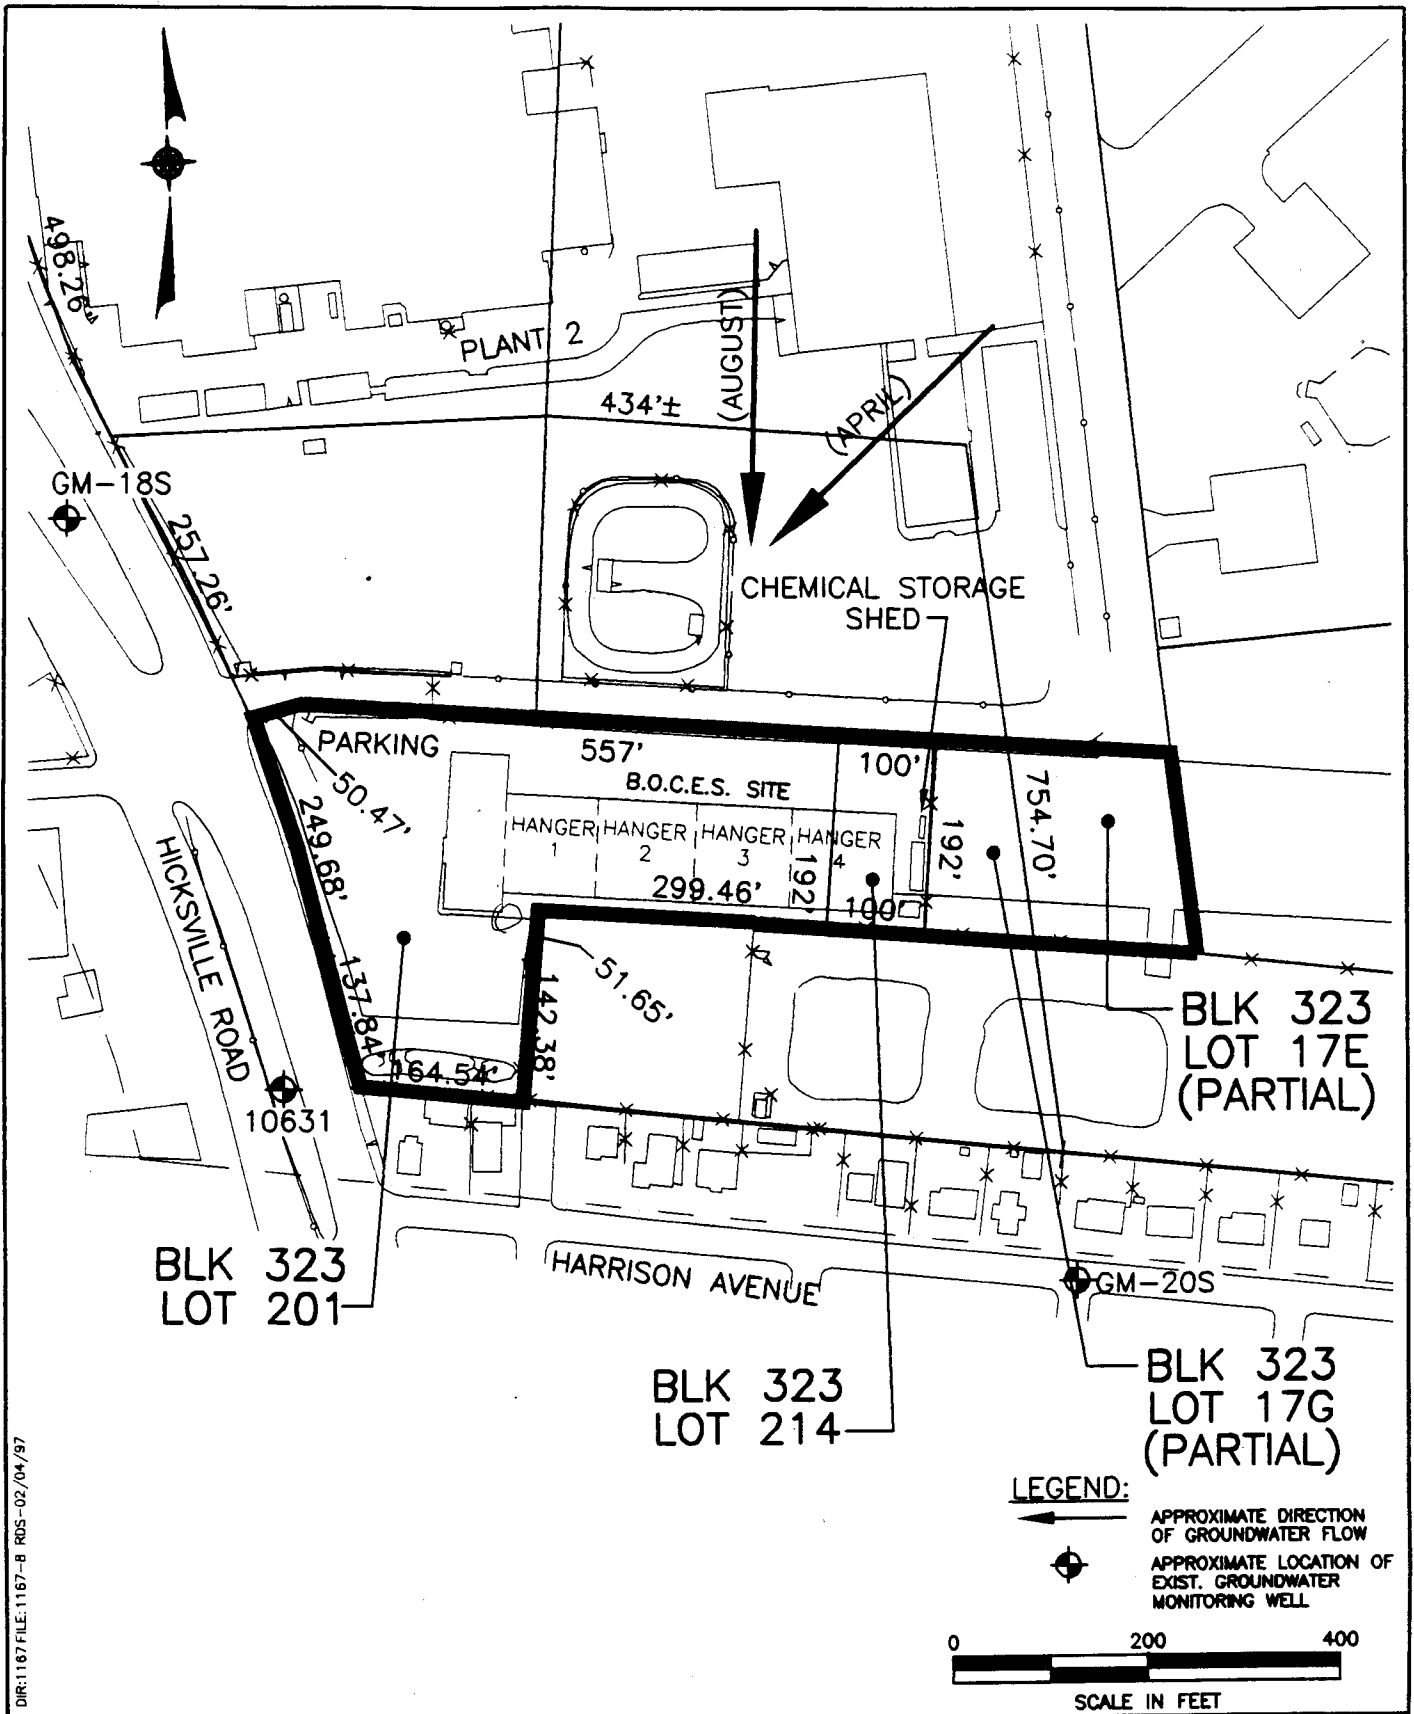 498.26
PLANT 2
(AUGUST)
434'±
(APRIL)
GM-18S
257.26'
CHEMICAL STORAGE
SHED
PARKING
557'
100'
B.O.C.E.S. SITE
50.47'
754.70'
249.68'
HANGER
1
HANGER
2
HANGER
3
HANGER
4
192'
192'
299.46'
100'
HICKSVILLE ROAD
51.65'
137.84'
142.38'
164.54'
BLK 323
LOT 17E
(PARTIAL)
10631
BLK 323
LOT 201
HARRISON AVENUE
GM-20S
BLK 323
LOT 214
BLK 323
LOT 17G
(PARTIAL)
LEGEND:
APPROXIMATE DIRECTION
OF GROUNDWATER FLOW
APPROXIMATE LOCATION OF
EXIST. GROUNDWATER
MONITORING WELL
0 200 400
SCALE IN FEET
DIR:1167 FILE:1167-B RDS-02/04/97